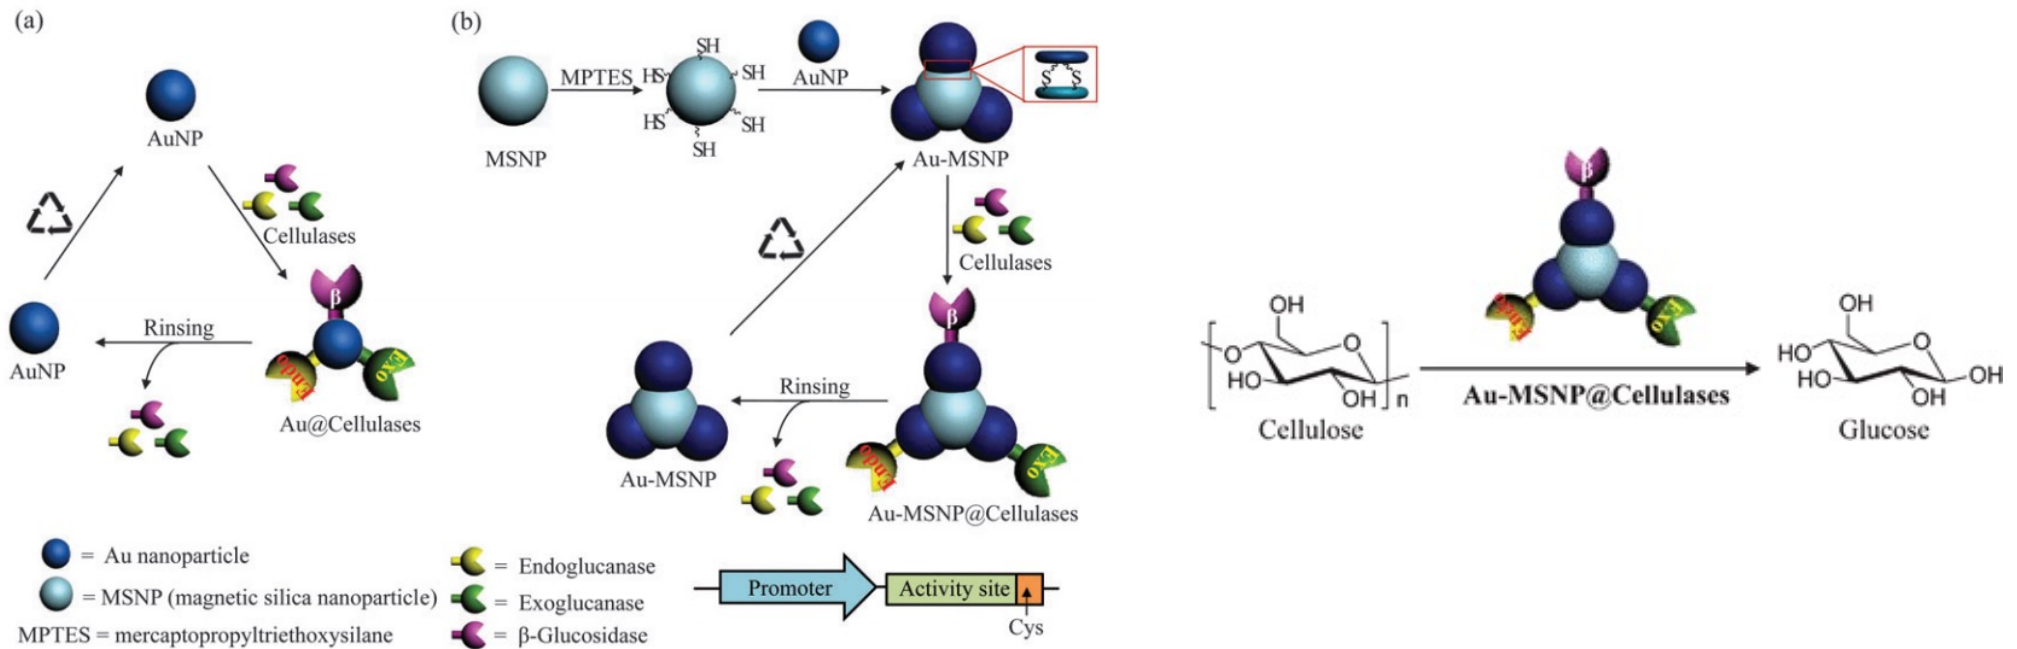 (a)
AuNP
Cellulases
β
Endo
Exo
Au@Cellulases
Rinsing
AuNP
(b)
MSNP
MPTES
SH
HS
SH
HS
SH
SH
AuNP
Au-MSNP
S S
Cellulases
β
Endo
Exo
Au-MSNP@Cellulases
Rinsing
Au-MSNP
= Au nanoparticle
= MSNP (magnetic silica nanoparticle)
MPTES = mercaptopropyltriethoxysilane
= Endoglucanase
= Exoglucanase
= β-Glucosidase
Promoter
Activity site
Cys
OH
O
O
HO
OH
n
Cellulose
β
Endo
Exo
Au-MSNP@Cellulases
OH
HO
O
HO
OH
OH
Glucose